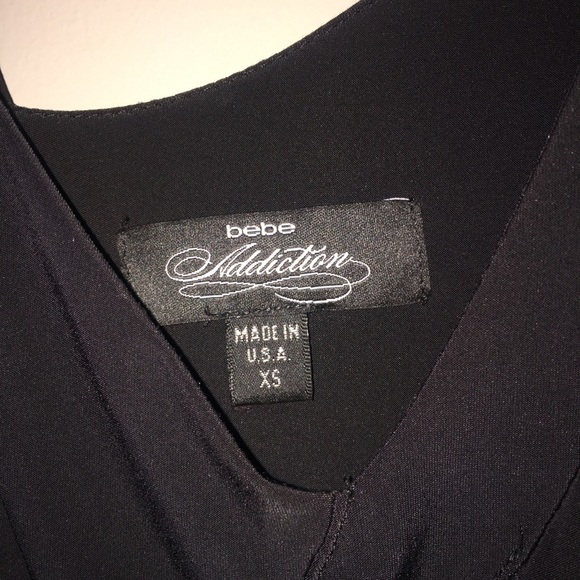 bebe
Addiction
MADE IN
U.S.A.
XS